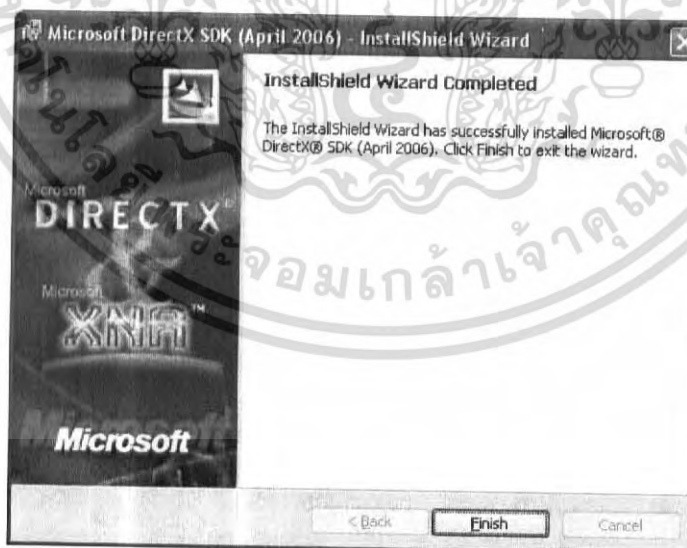 Microsoft DirectX SDK (April 2006) - InstallShield Wizard
InstallShield Wizard Completed
The InstallShield Wizard has successfully installed Microsoft®
DirectX® SDK (April 2006). Click Finish to exit the wizard.
Microsoft
DIRECTX®
Microsoft
XNA™
Microsoft
< Back
Finish
Cancel
จอมเกล้าเจ้าคุณ